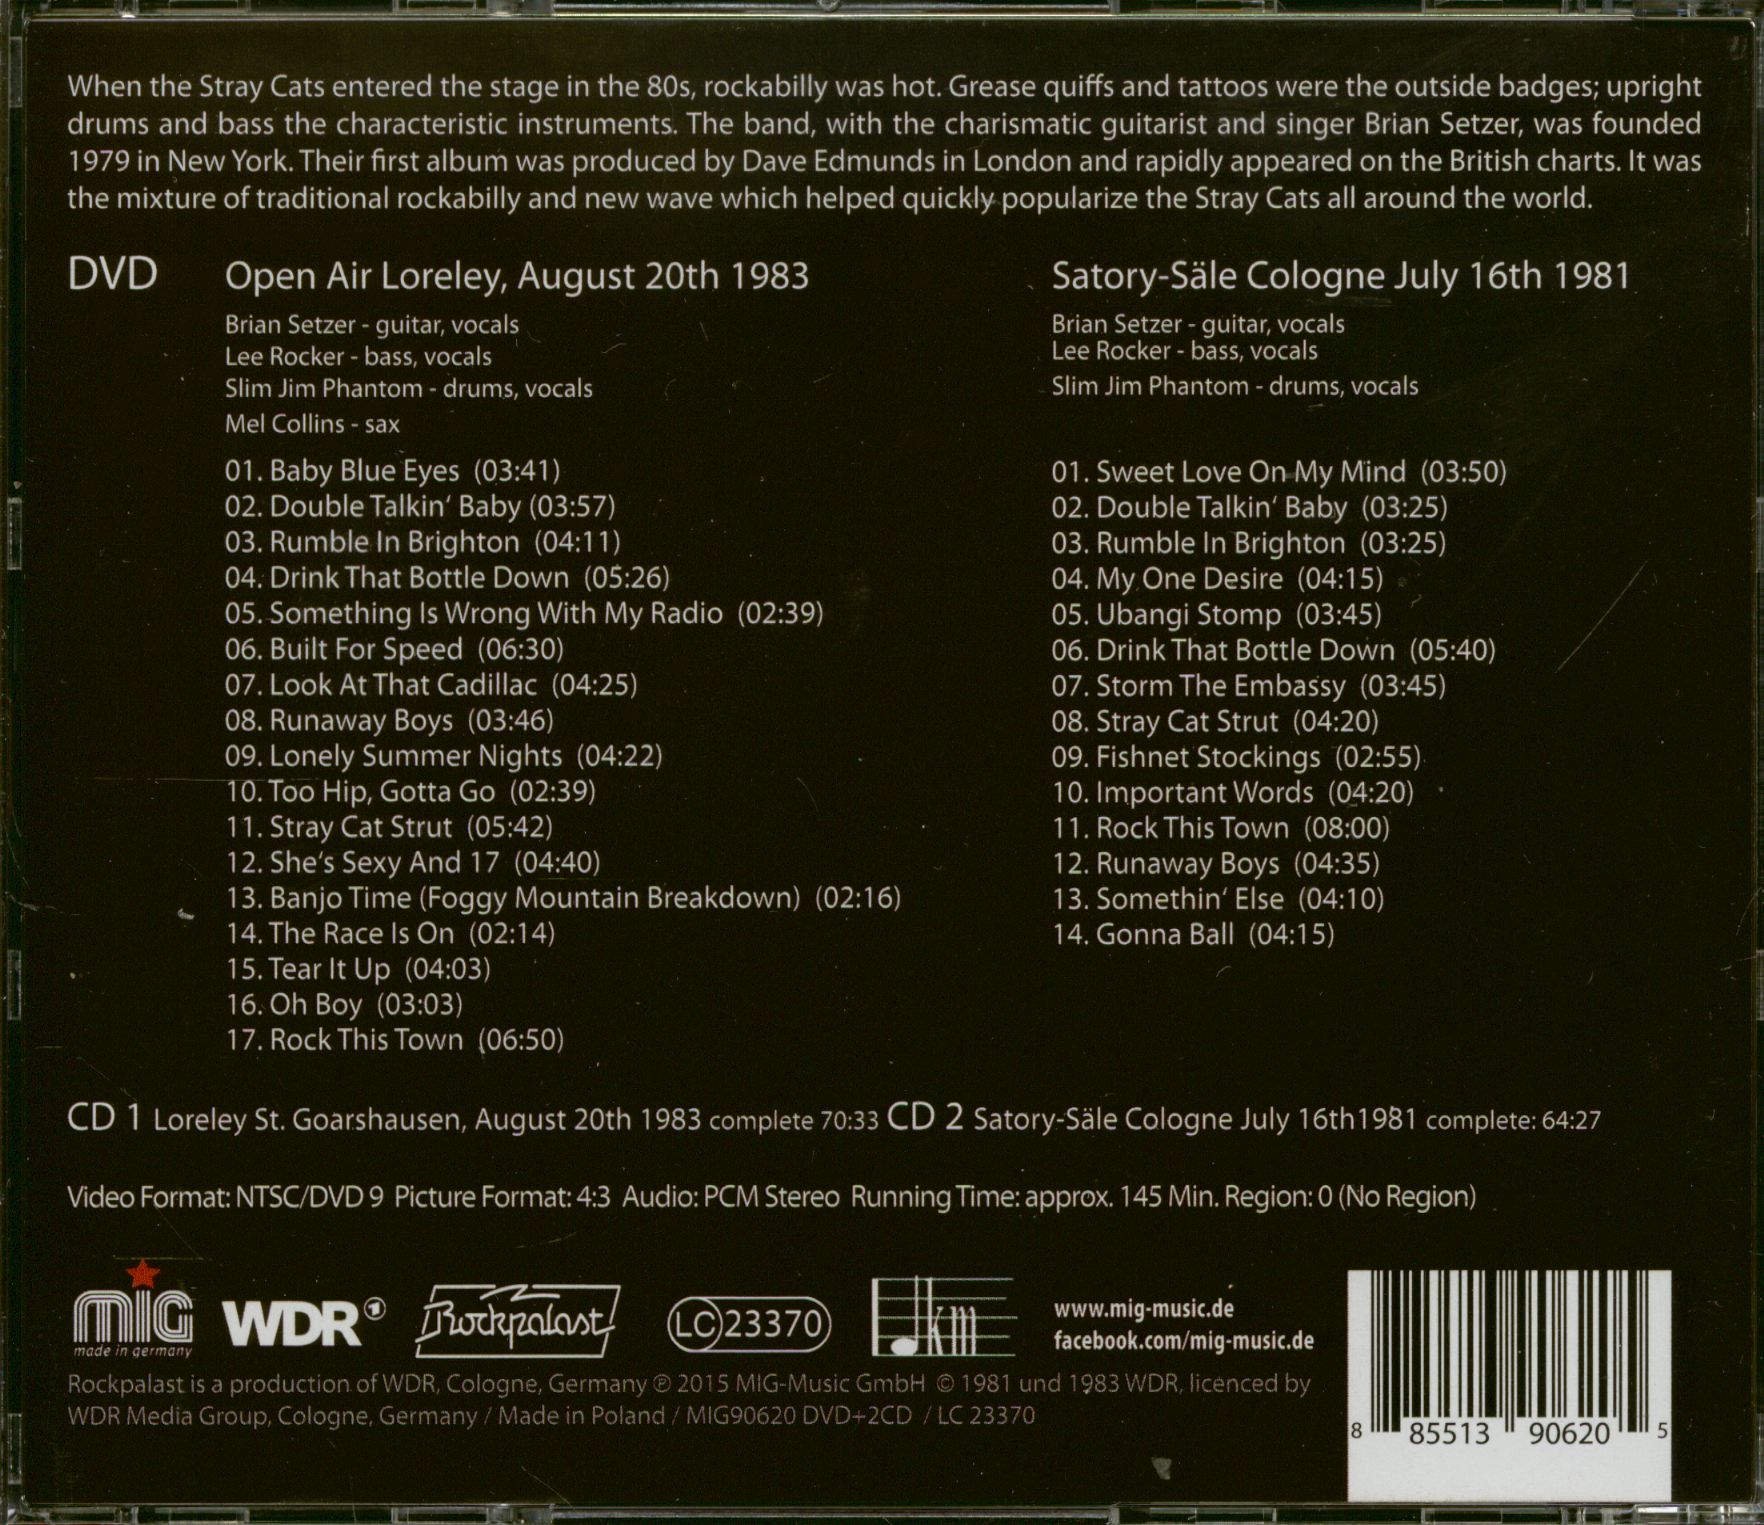 When the Stray Cats entered the stage in the 80s, rockabilly was hot. Grease quiffs and tattoos were the outside badges; upright
drums and bass the characteristic instruments. The band, with the charismatic guitarist and singer Brian Setzer, was founded
1979 in New York. Their first album was produced by Dave Edmunds in London and rapidly appeared on the British charts. It was
the mixture of traditional rockabilly and new wave which helped quickly popularize the Stray Cats all around the world.
DVD
Open Air Loreley, August 20th 1983
Brian Setzer - guitar, vocals
Lee Rocker - bass, vocals
Slim Jim Phantom - drums, vocals
Mel Collins - sax
01. Baby Blue Eyes (03:41)
02. Double Talkin‘ Baby (03:57)
03. Rumble In Brighton (04:11)
04. Drink That Bottle Down (05:26)
05. Something Is Wrong With My Radio (02:39)
06. Built For Speed (06:30)
07. Look At That Cadillac (04:25)
08. Runaway Boys (03:46)
09. Lonely Summer Nights (04:22)
10. Too Hip, Gotta Go (02:39)
11. Stray Cat Strut (05:42)
12. She‘s Sexy And 17 (04:40)
13. Banjo Time (Foggy Mountain Breakdown) (02:16)
14. The Race Is On (02:14)
15. Tear It Up (04:03)
16. Oh Boy (03:03)
17. Rock This Town (06:50)
Satory-Säle Cologne July 16th 1981
Brian Setzer - guitar, vocals
Lee Rocker - bass, vocals
Slim Jim Phantom - drums, vocals
01. Sweet Love On My Mind (03:50)
02. Double Talkin‘ Baby (03:25)
03. Rumble In Brighton (03:25)
04. My One Desire (04:15)
05. Ubangi Stomp (03:45)
06. Drink That Bottle Down (05:40)
07. Storm The Embassy (03:45)
08. Stray Cat Strut (04:20)
09. Fishnet Stockings (02:55)
10. Important Words (04:20)
11. Rock This Town (08:00)
12. Runaway Boys (04:35)
13. Somethin‘ Else (04:10)
14. Gonna Ball (04:15)
CD 1 Loreley St. Goarshausen, August 20th 1983 complete 70:33 CD 2 Satory-Säle Cologne July 16th1981 complete: 64:27
Video Format: NTSC/DVD 9 Picture Format: 4:3 Audio: PCM Stereo Running Time: approx. 145 Min. Region: 0 (No Region)
mig
made in germany
WDR
Rockpalast
LC 23370
km
www.mig-music.de
facebook.com/mig-music.de
Rockpalast is a production of WDR, Cologne, Germany ℗ 2015 MIG-Music GmbH © 1981 und 1983 WDR, licenced by
WDR Media Group, Cologne, Germany / Made in Poland / MIG90620 DVD+2CD / LC 23370
8 85513 90620 5